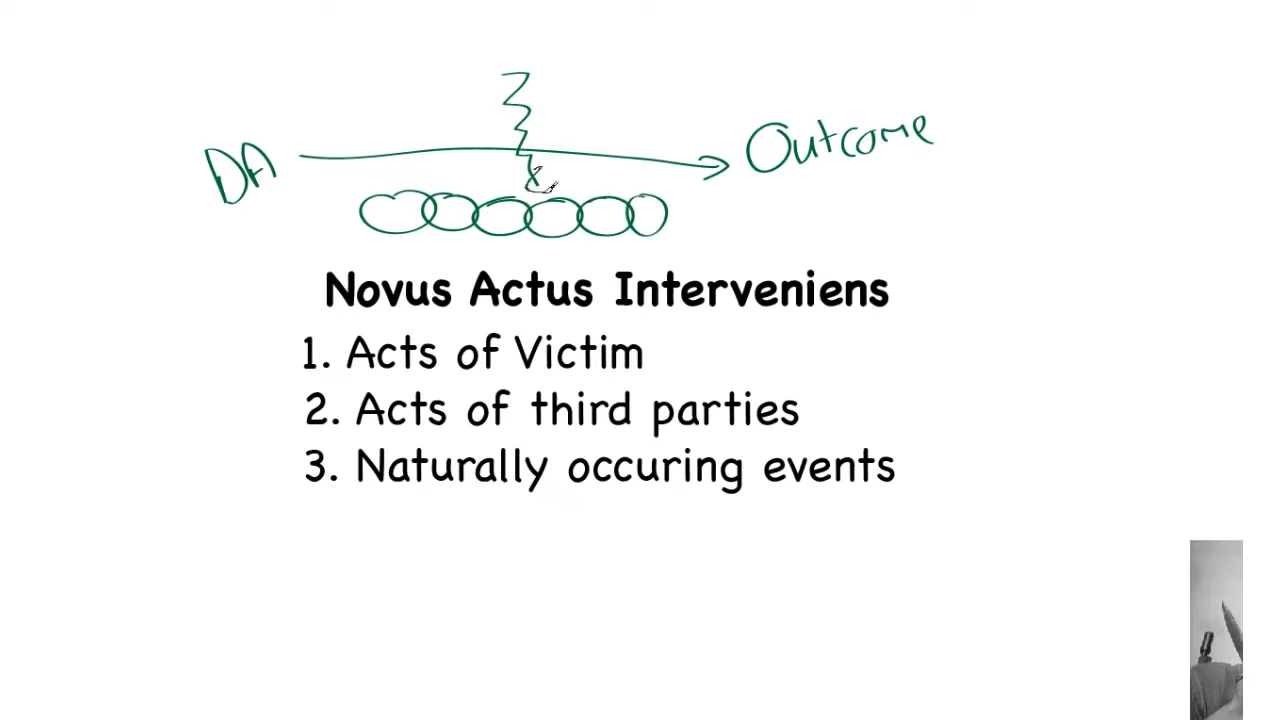 DA
Outcome
Novus Actus Interveniens
1. Acts of Victim
2. Acts of third parties
3. Naturally occuring events